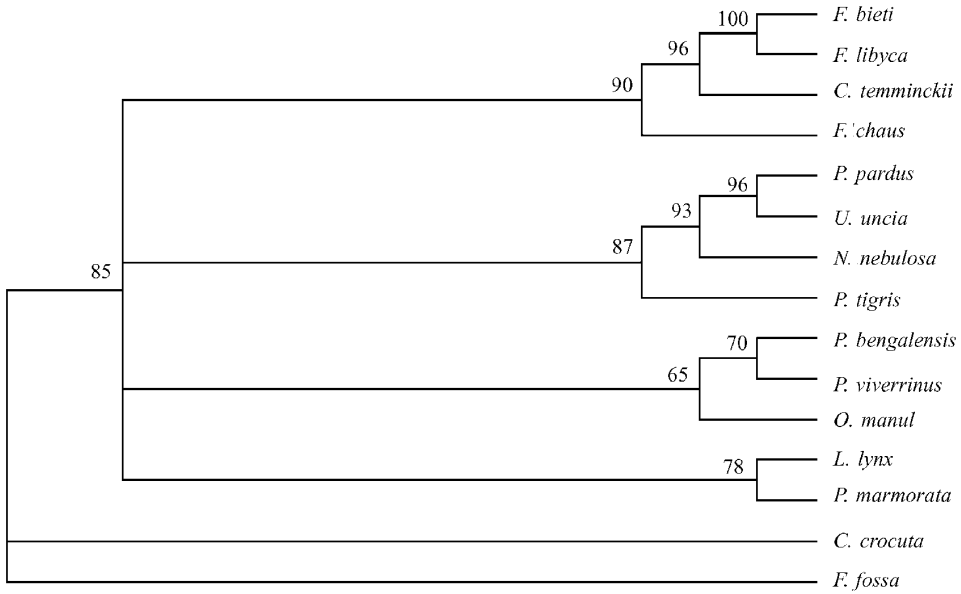 100
F. bieti
96
F. libyca
90
C. temminckii
F. chaus
96
P. pardus
93
U. uncia
87
N. nebulosa
85
P. tigris
70
P. bengalensis
65
P. viverrinus
O. manul
78
L. lynx
P. marmorata
C. crocuta
F. fossa